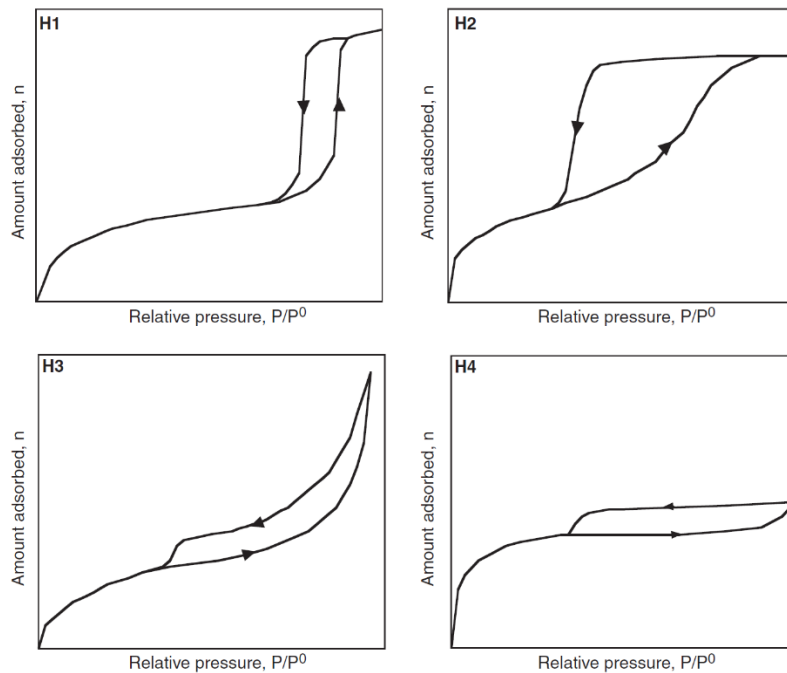 H1
Amount adsorbed, n
Relative pressure, P/P⁰
H2
Amount adsorbed, n
Relative pressure, P/P⁰
H3
Amount adsorbed, n
Relative pressure, P/P⁰
H4
Amount adsorbed, n
Relative pressure, P/P⁰